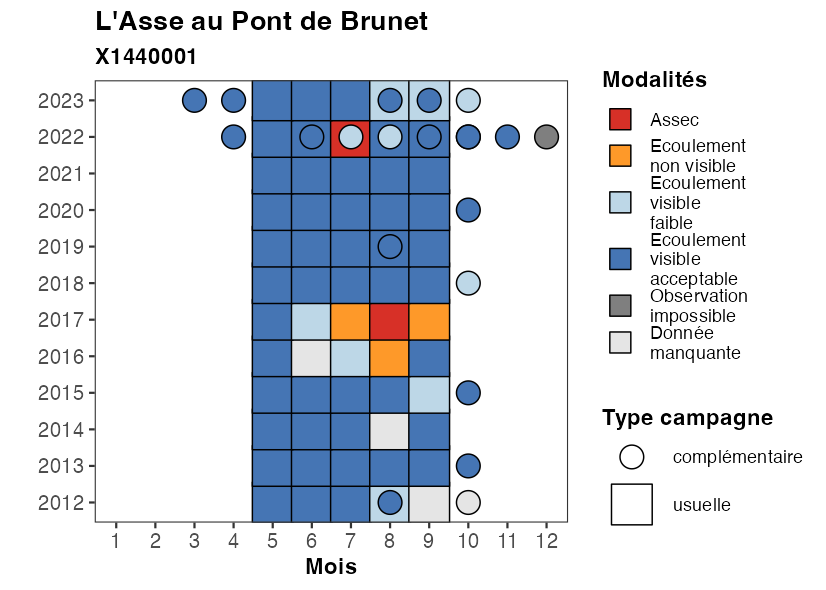 L'Asse au Pont de Brunet
X1440001
2023
2022
2021
2020
2019
2018
2017
2016
2015
2014
2013
2012
1 2 3 4 5 6 7 8 9 10 11 12
Mois
Modalités
Assec
Ecoulement
non visible
Ecoulement
visible
faible
Ecoulement
visible
acceptable
Observation
impossible
Donnée
manquante
Type campagne
complémentaire
usuelle